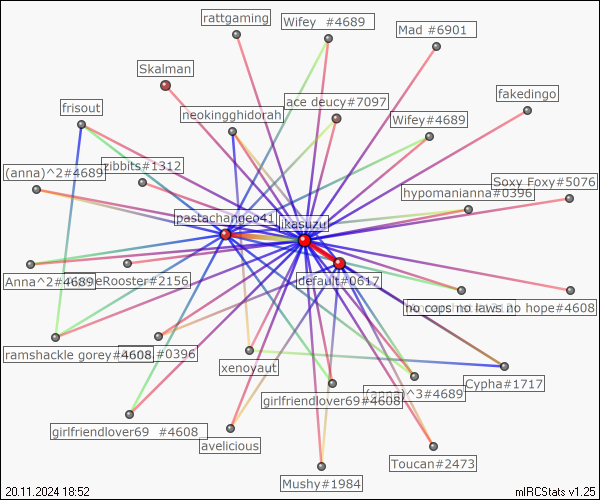 rattgaming
Wifey #4689
Mad #6901
Skalman
fakedingo
frisout
neokingghidorah
ace deucy#7097
Wifey#4689
zibbits#1312
(anna)^2#4689
Soxy Foxy#5076
hypomanianna#0396
pastachangeo41
jkasuzu
Anna^2#4689
eRooster#2156
default#0617
no cops no laws no hope#4608
ramshackle gorey#4608
#0396
xenoyaut
Cypha#1717
(anna)^3#4689
girlfriendlover69#4608
girlfriendlover69 #4608
avelicious
Toucan#2473
Mushy#1984
20.11.2024 18:52
mIRCStats v1.25